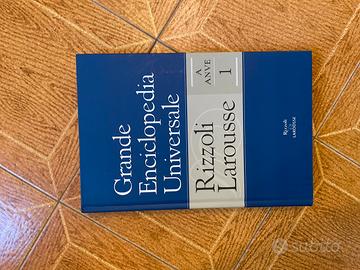 Grande
Enciclopedia
Universale
A
ANVE
1
Rizzoli
Larousse
Rizzoli
LAROUSSE
subito